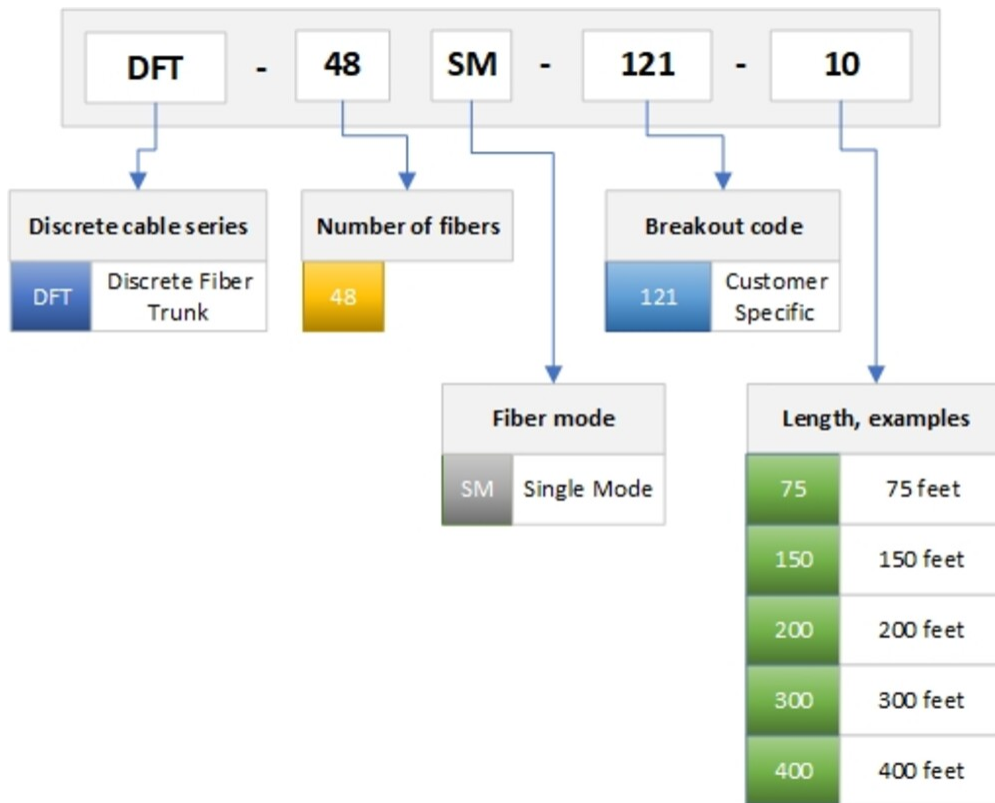 DFT - 48 SM - 121 - 10
Discrete cable series
DFT Discrete Fiber
Trunk
Number of fibers
48
Breakout code
121 Customer
Specific
Fiber mode
SM Single Mode
Length, examples
75 75 feet
150 150 feet
200 200 feet
300 300 feet
400 400 feet